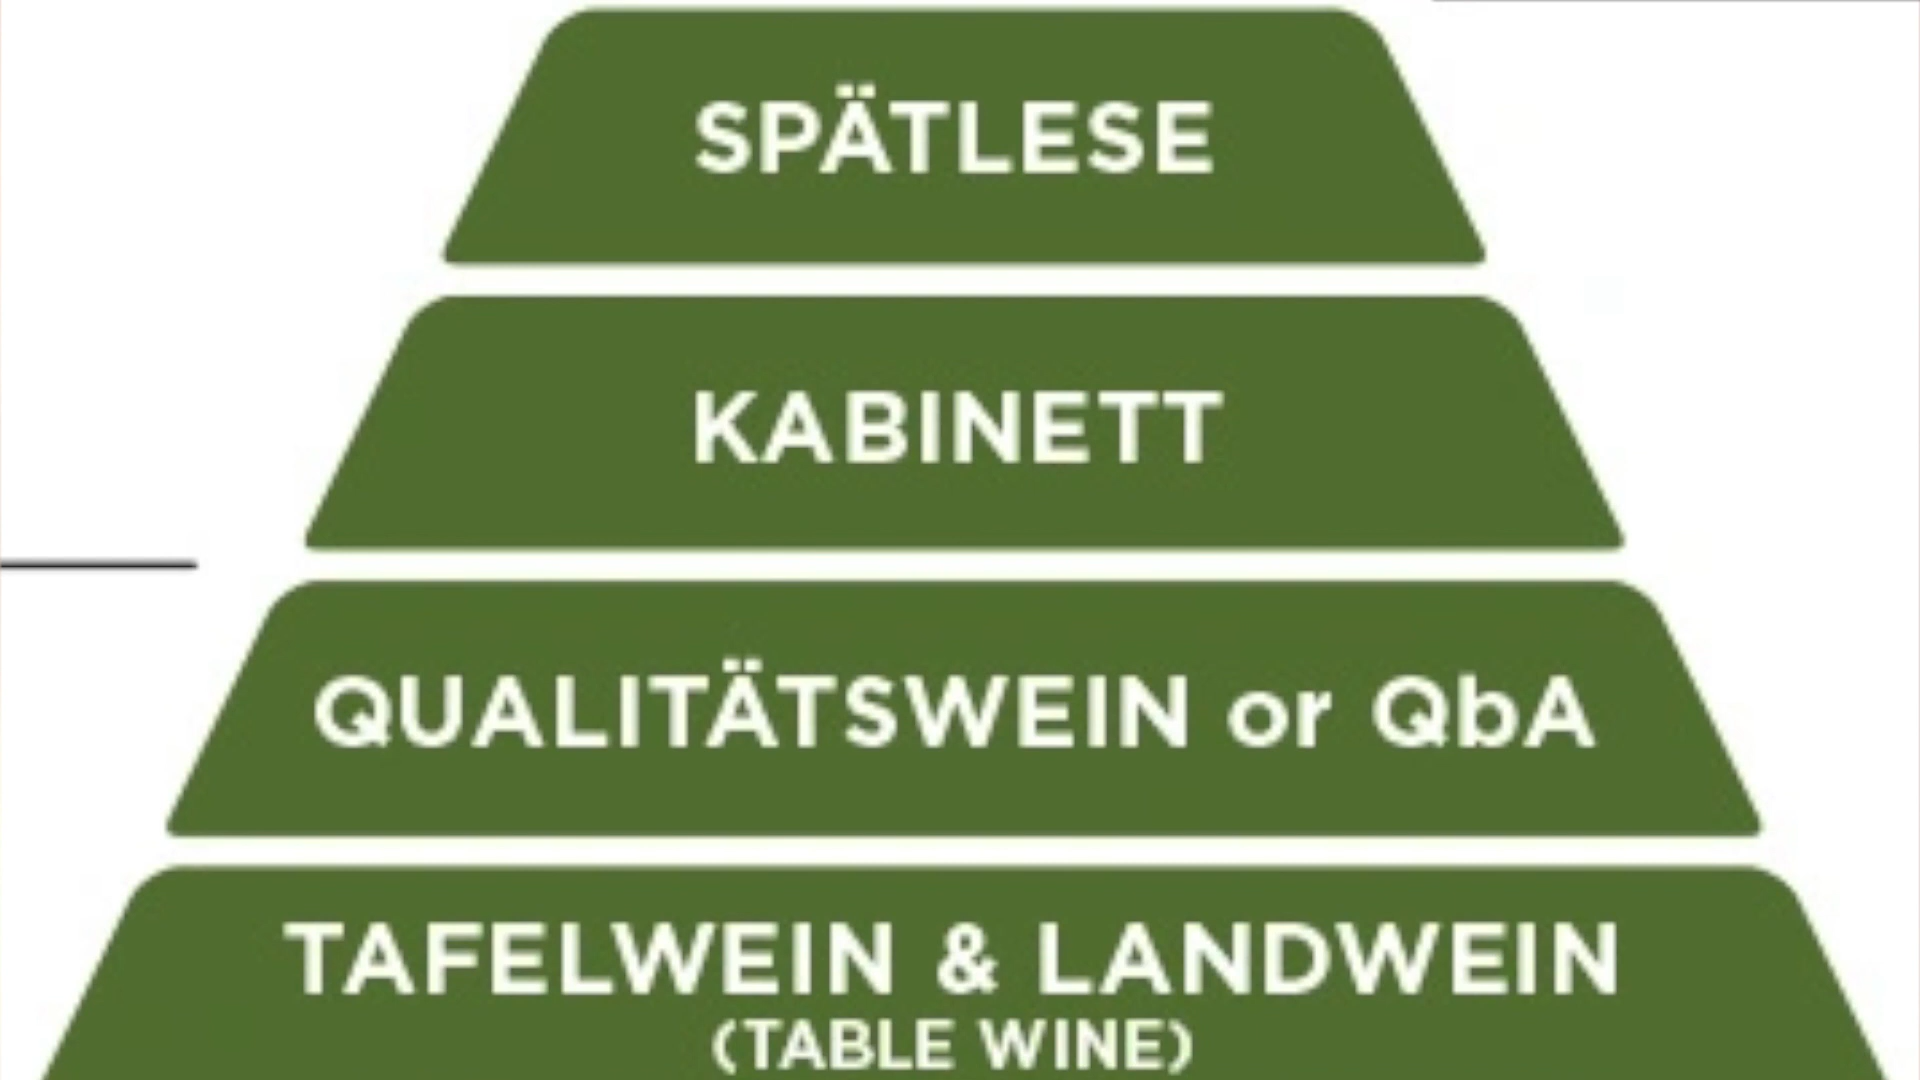 SPÄTLESE
KABINETT
QUALITÄTSWEIN or QbA
TAFELWEIN & LANDWEIN
(TABLE WINE)